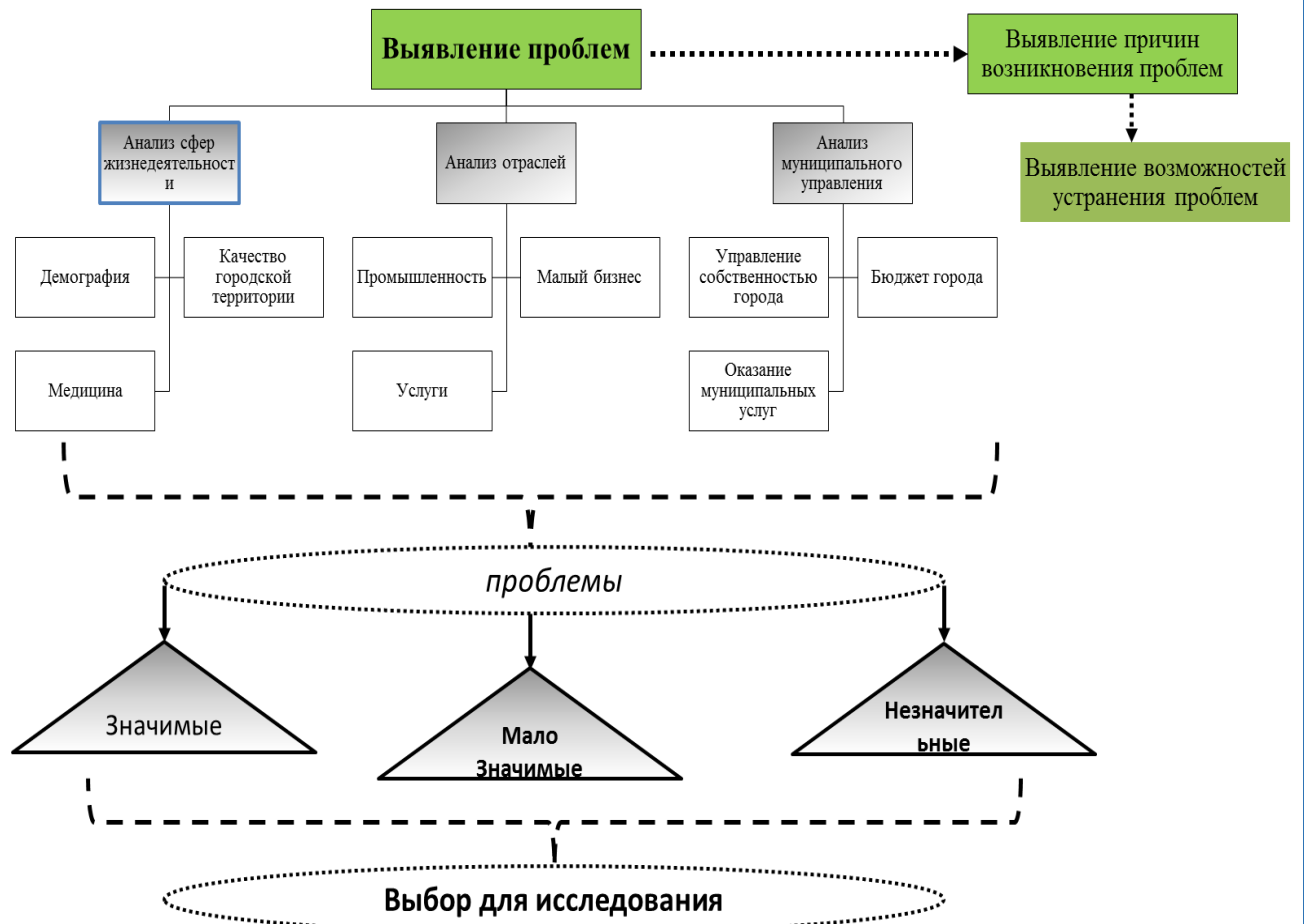 Выявление проблем
Выявление причин
возникновения проблем
Выявление возможностей
устранения проблем
Анализ сфер
жизнедеятельност
и
Анализ отраслей
Анализ
муниципального
управления
Демография
Качество
городской
территории
Промышленность
Малый бизнес
Управление
собственностью
города
Бюджет города
Медицина
Услуги
Оказание
муниципальных
услуг
проблемы
Значимые
Мало
Значимые
Незначител
ьные
Выбор для исследования